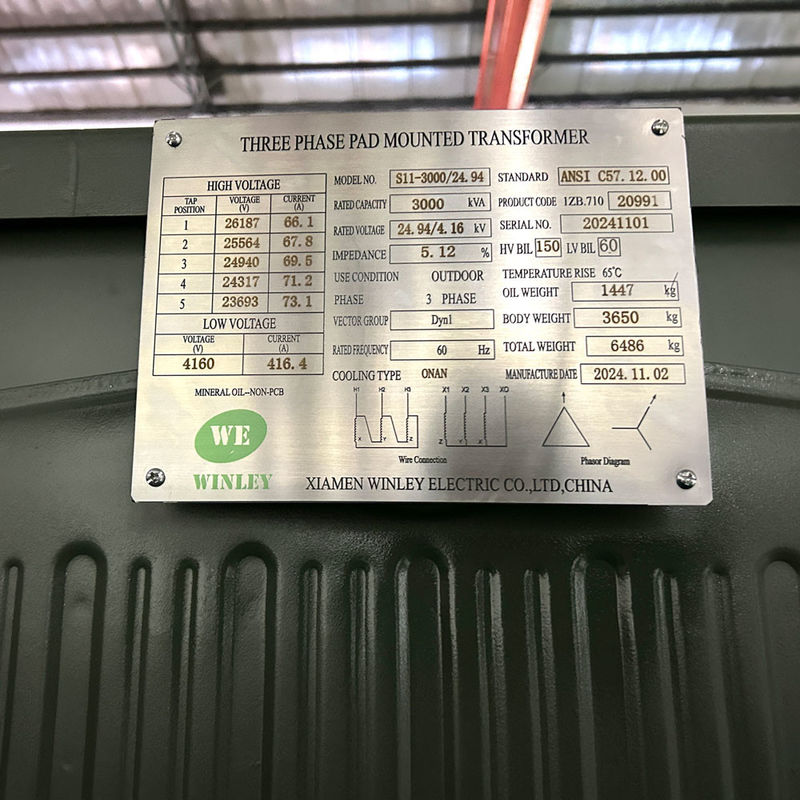 THREE PHASE PAD MOUNTED TRANSFORMER
HIGH VOLTAGE
TAP POSITION VOLTAGE (V) CURRENT (A)
1 26187 66.1
2 25564 67.8
3 24940 69.5
4 24317 71.2
5 23693 73.1
LOW VOLTAGE
VOLTAGE (V) CURRENT (A)
4160 416.4
MINERAL OIL--NON-PCB
MODEL NO. S11-3000/24.94
RATED CAPACITY 3000 kVA
RATED VOLTAGE 24.94/4.16 kV
IMPEDANCE 5.12 %
USE CONDITION OUTDOOR
PHASE 3 PHASE
VECTOR GROUP Dyn1
RATED FREQUENCY 60 Hz
COOLING TYPE ONAN
STANDARD ANSI C57.12.00
PRODUCT CODE 1ZB.710 20991
SERIAL NO. 20241101
HV BIL 150 LV BIL 60
TEMPERATURE RISE 65℃
OIL WEIGHT 1447 kg
BODY WEIGHT 3650 kg
TOTAL WEIGHT 6486 kg
MANUFACTURE DATE 2024.11.02
H1 H2 H3 X1 X2 X3 X0
X Y Z Z X Y
Wire Connection
Phasor Diagram
WE
WINLEY
XIAMEN WINLEY ELECTRIC CO.,LTD,CHINA